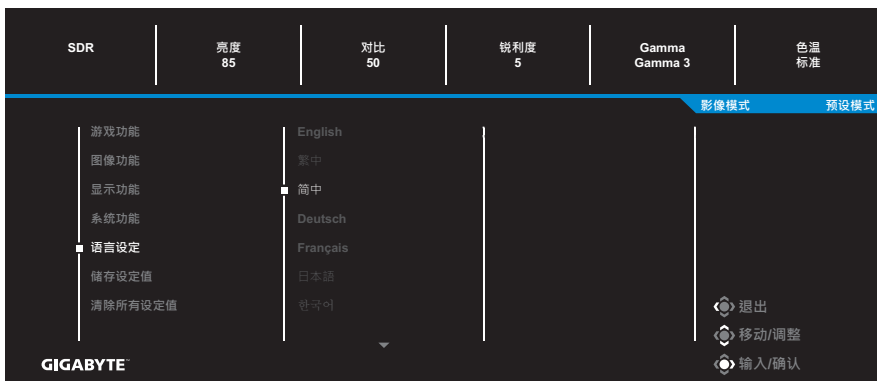 SDR
亮度
85
对比
50
锐利度
5
Gamma
Gamma 3
色温
标准
影像模式
预设模式
游戏功能
图像功能
显示功能
系统功能
语言设定
储存设定值
清除所有设定值
English
繁中
简中
Deutsch
Français
日本語
한국어
退出
移动/调整
输入/确认
GIGABYTE™